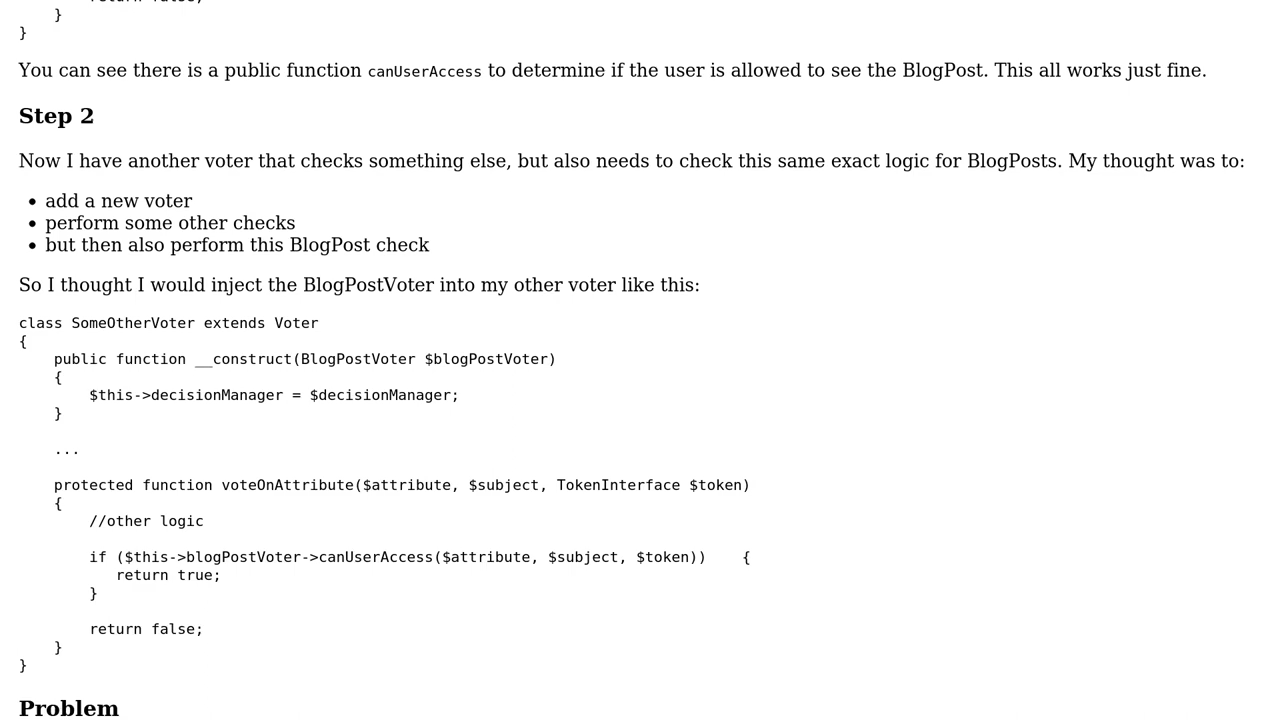 return false;
    }
}
You can see there is a public function canUserAccess to determine if the user is allowed to see the BlogPost. This all works just fine.
Step 2
Now I have another voter that checks something else, but also needs to check this same exact logic for BlogPosts. My thought was to:
• add a new voter
• perform some other checks
• but then also perform this BlogPost check
So I thought I would inject the BlogPostVoter into my other voter like this:
class SomeOtherVoter extends Voter
{
    public function __construct(BlogPostVoter $blogPostVoter)
    {
        $this->decisionManager = $decisionManager;
    }
    ...
    protected function voteOnAttribute($attribute, $subject, TokenInterface $token)
    {
        //other logic
        if ($this->blogPostVoter->canUserAccess($attribute, $subject, $token))    {
           return true;
        }
        return false;
    }
}
Problem